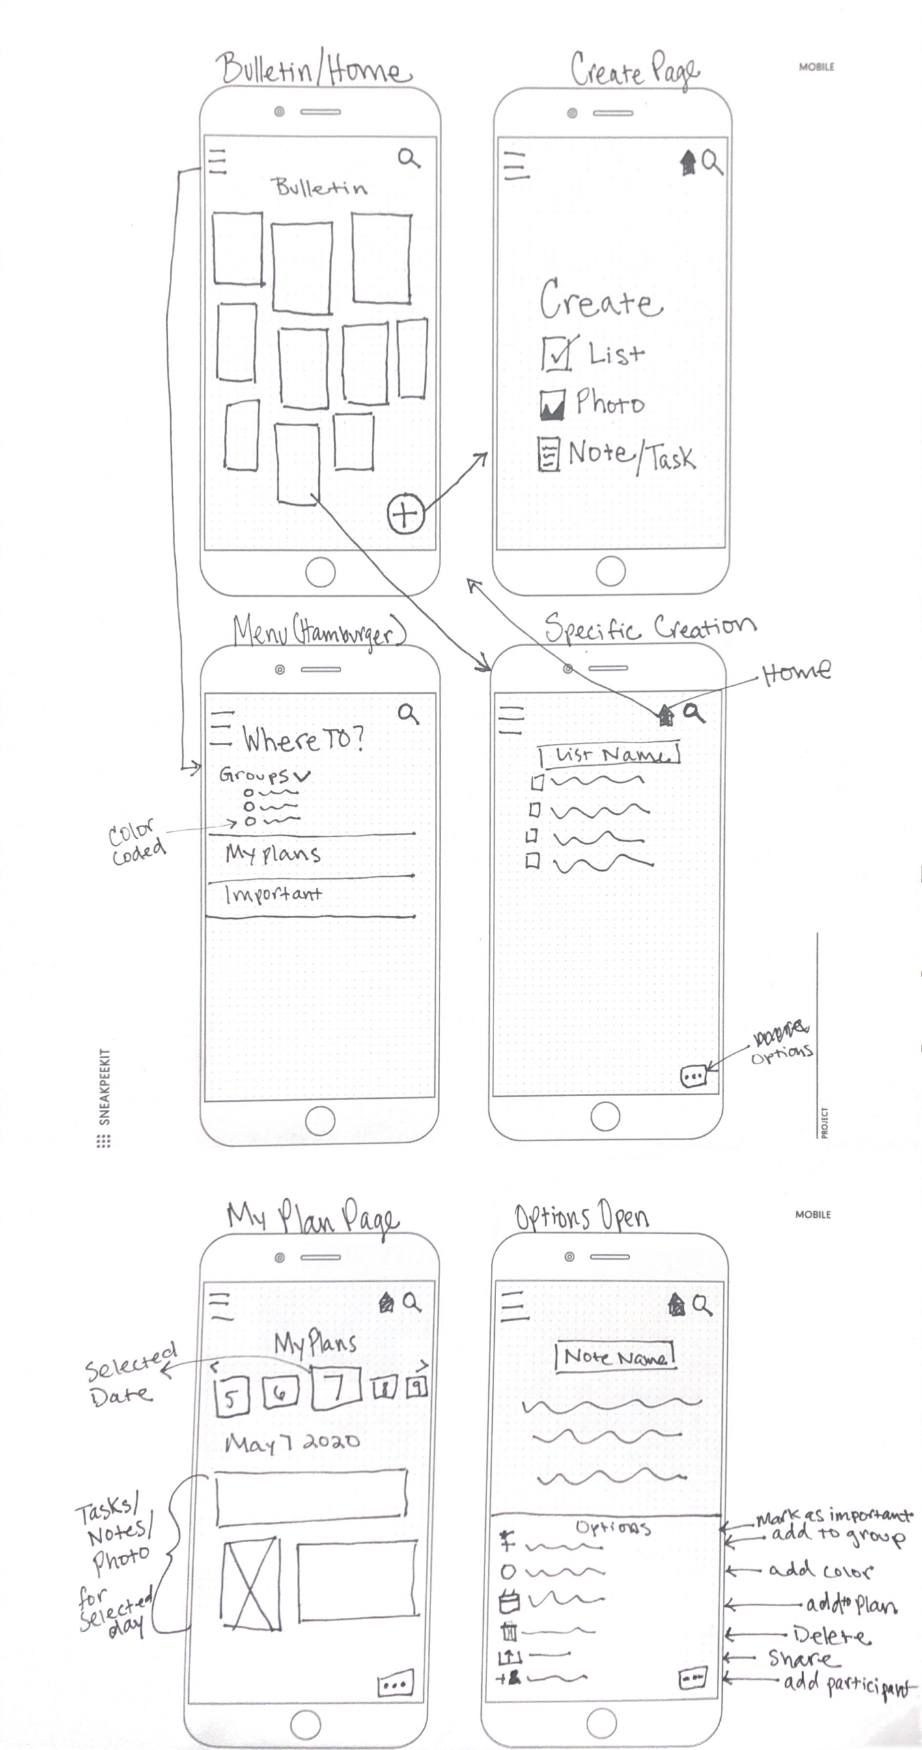 Bulletin/Home
Create Page
MOBILE
Bulletin
Create
List
Photo
Note/Task
Menu(Hamburger)
Specific Creation
Home
Where To?
Groups
My plans
Important
Color
Coded
List Name
Options
SNEAKPEEKIT
PROJECT
My Plan Page
Options Open
MOBILE
My Plans
Selected
Date
5 6 7 8 9
May 7 2020
Tasks/
Notes/
Photo
for
Selected
day
Note Name
Options
Mark as important
add to group
add color
add to plan
Delete
Share
add participant